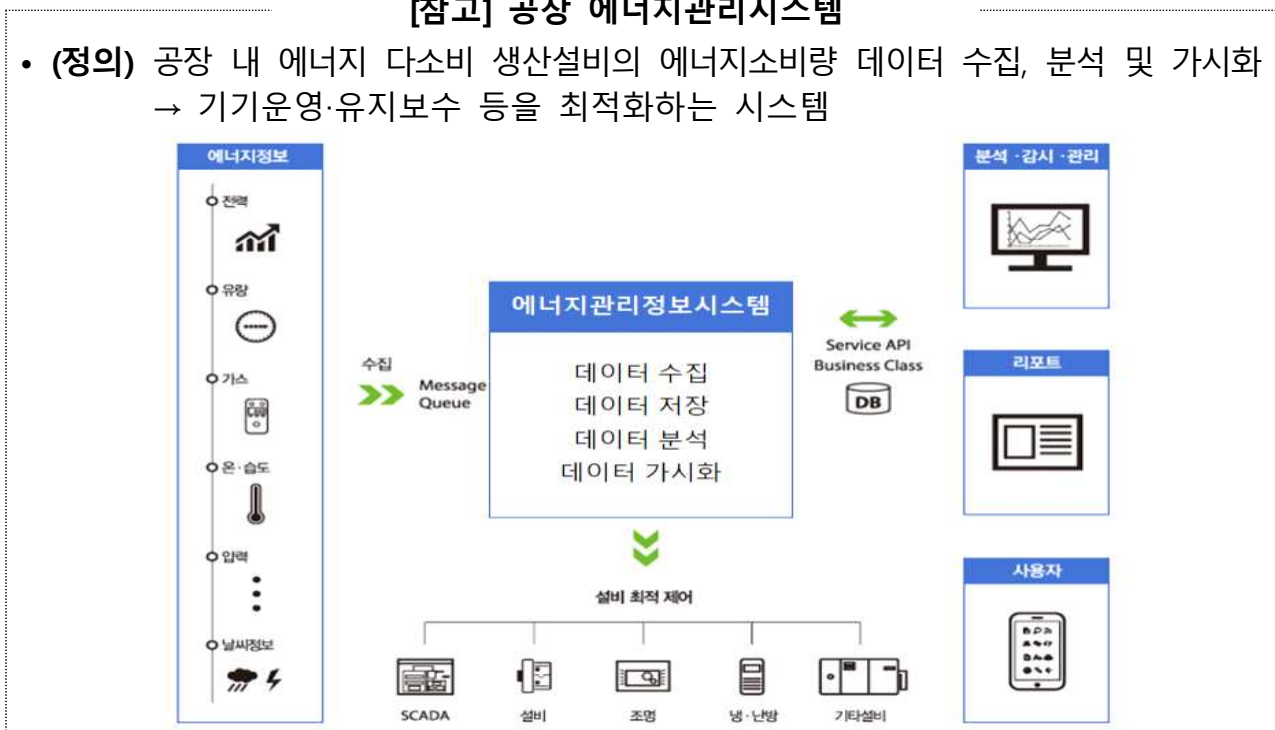 [참고] 공장 에너지관리시스템
• (정의) 공장 내 에너지 다소비 생산설비의 에너지소비량 데이터 수집, 분석 및 가시화
→ 기기운영·유지보수 등을 최적화하는 시스템
에너지정보
전력
유량
가스
온·습도
압력
날씨정보
수집
Message
Queue
에너지관리정보시스템
데이터 수집
데이터 저장
데이터 분석
데이터 가시화
Service API
Business Class
DB
설비 최적 제어
SCADA
설비
조명
냉·난방
기타설비
분석·감시·관리
리포트
사용자